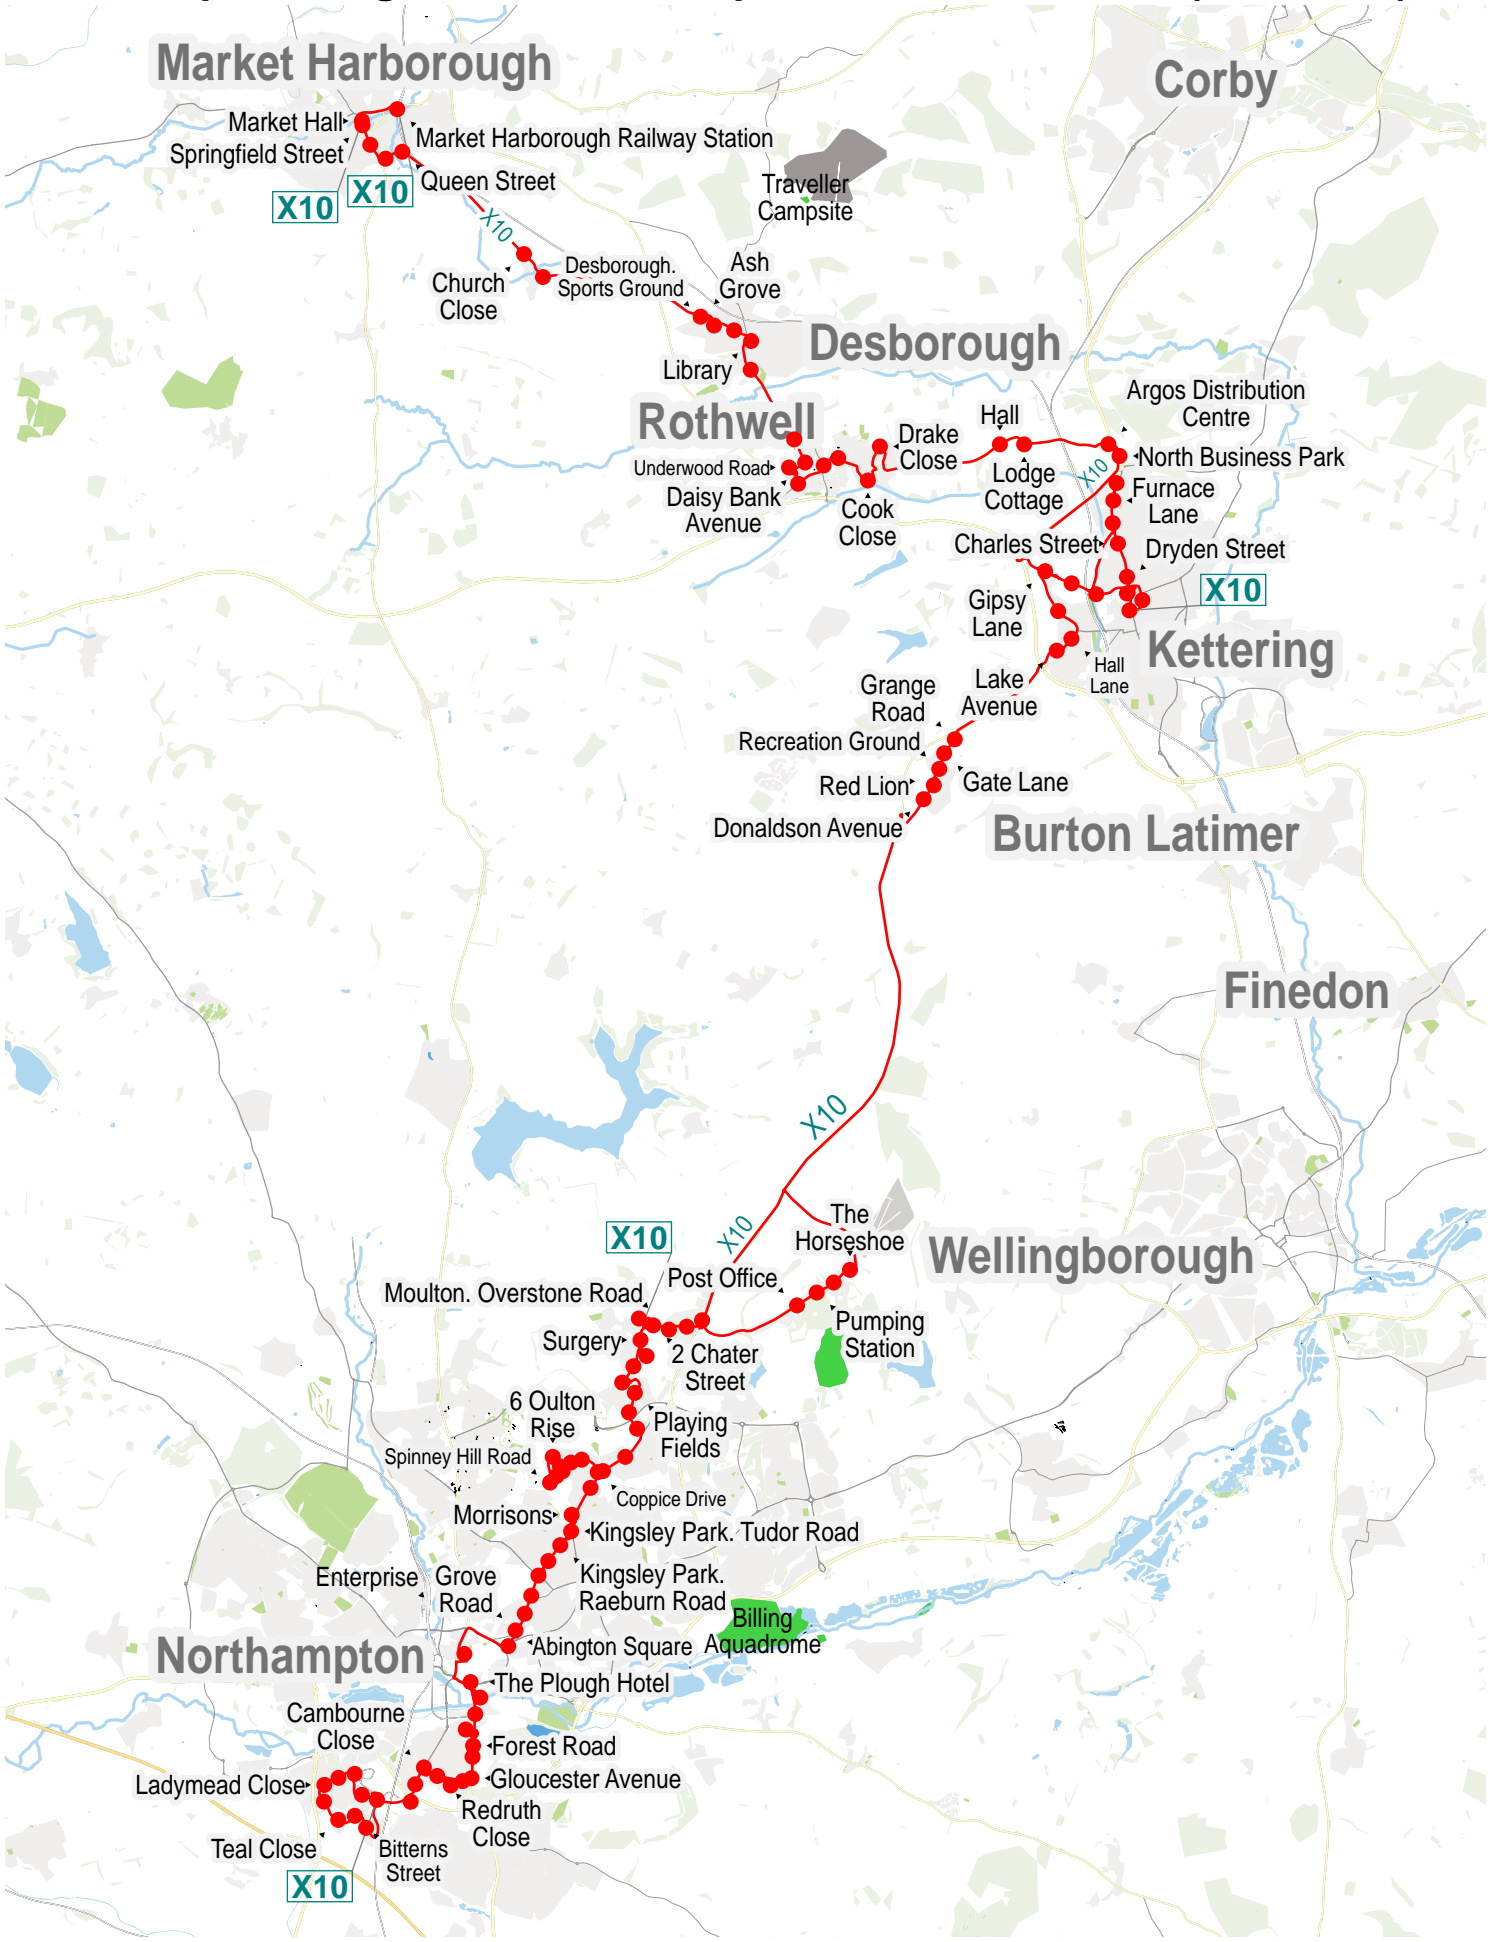 Market Harborough
Corby
Market Hall
Springfield Street
Market Harborough Railway Station
Queen Street
X10
X10
X10
Traveller
Campsite
Church
Close
Desborough.
Sports Ground
Ash
Grove
Library
Desborough
Rothwell
Underwood Road
Daisy Bank
Avenue
Drake
Close
Cook
Close
Hall
Lodge
Cottage
Argos Distribution
Centre
North Business Park
X10
Furnace
Lane
Charles Street
Dryden Street
X10
Gipsy
Lane
Kettering
Hall
Lane
Lake
Avenue
Grange
Road
Recreation Ground
Red Lion
Gate Lane
Donaldson Avenue
Burton Latimer
Finedon
X10
X10
X10
The
Horseshoe
Wellingborough
Post Office
Moulton. Overstone Road
Surgery
2 Chater
Street
Pumping
Station
6 Oulton
Rise
Spinney Hill Road
Playing
Fields
Coppice Drive
Morrisons
Kingsley Park. Tudor Road
Kingsley Park.
Raeburn Road
Enterprise
Grove
Road
Billing
Aquadrome
Abington Square
Northampton
The Plough Hotel
Cambourne
Close
Forest Road
Gloucester Avenue
Ladymead Close
Redruth
Close
Teal Close
Bitterns
Street
X10